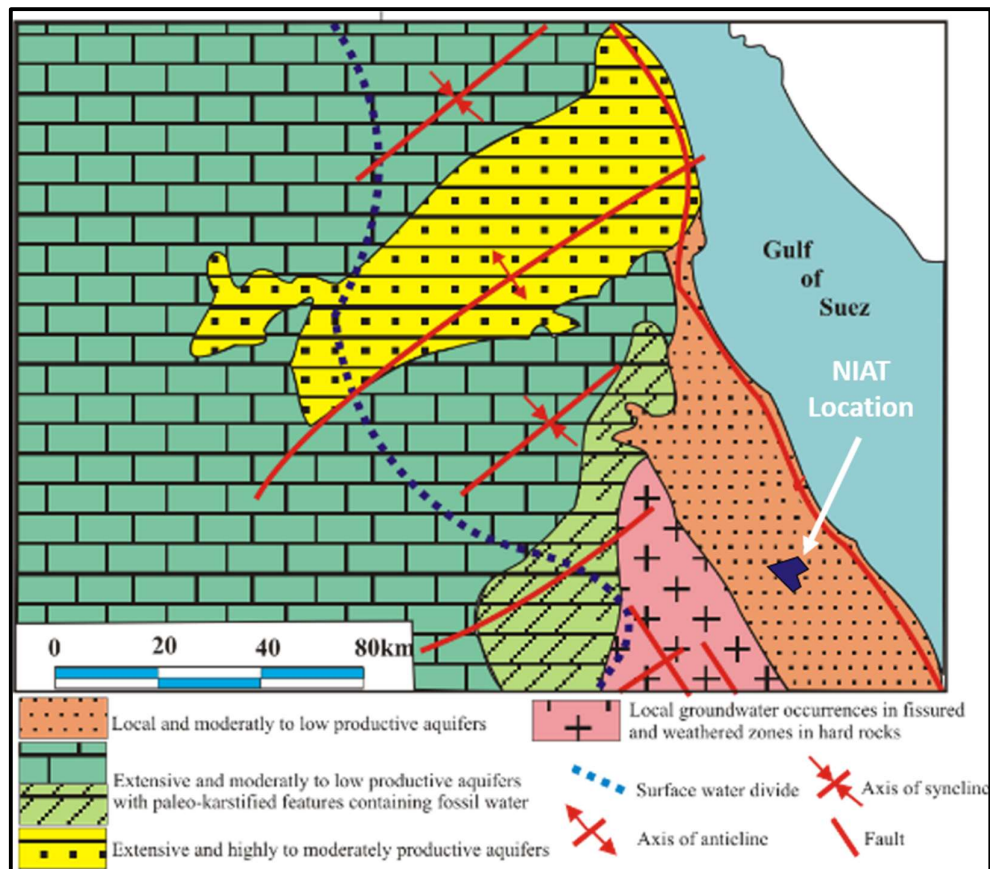 Gulf
of
Suez
NIAT
Location
0 20 40 80km
Local and moderatly to low productive aquifers
Extensive and moderatly to low productive aquifers
with paleo-karstified features containing fossil water
Extensive and highly to moderately productive aquifers
Local groundwater occurrences in fissured
and weathered zones in hard rocks
Surface water divide
Axis of syncline
Axis of anticline
Fault